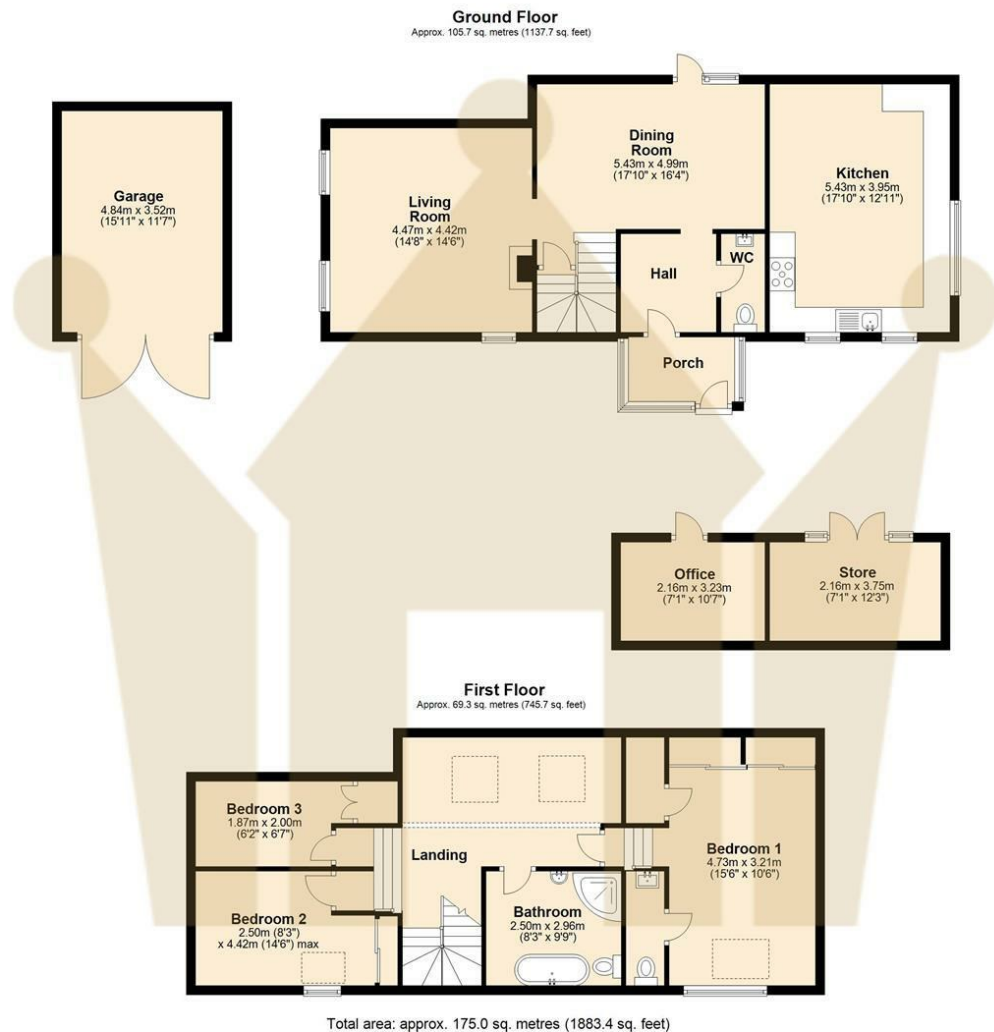 Ground Floor
Approx. 105.7 sq. metres (1137.7 sq. feet)
Garage
4.84m x 3.52m
(15'11" x 11'7")
Living
Room
4.47m x 4.42m
(14'8" x 14'6")
Dining
Room
5.43m x 4.99m
(17'10" x 16'4")
Kitchen
5.43m x 3.95m
(17'10" x 12'11")
Hall
WC
Porch
Office
2.16m x 3.23m
(7'1" x 10'7")
Store
2.16m x 3.75m
(7'1" x 12'3")
First Floor
Approx. 69.3 sq. metres (745.7 sq. feet)
Bedroom 3
1.87m x 2.00m
(6'2" x 6'7")
Landing
Bedroom 1
4.73m x 3.21m
(15'6" x 10'6")
Bedroom 2
2.50m (8'3")
x 4.42m (14'6") max
Bathroom
2.50m x 2.96m
(8'3" x 9'9")
Total area: approx. 175.0 sq. metres (1883.4 sq. feet)